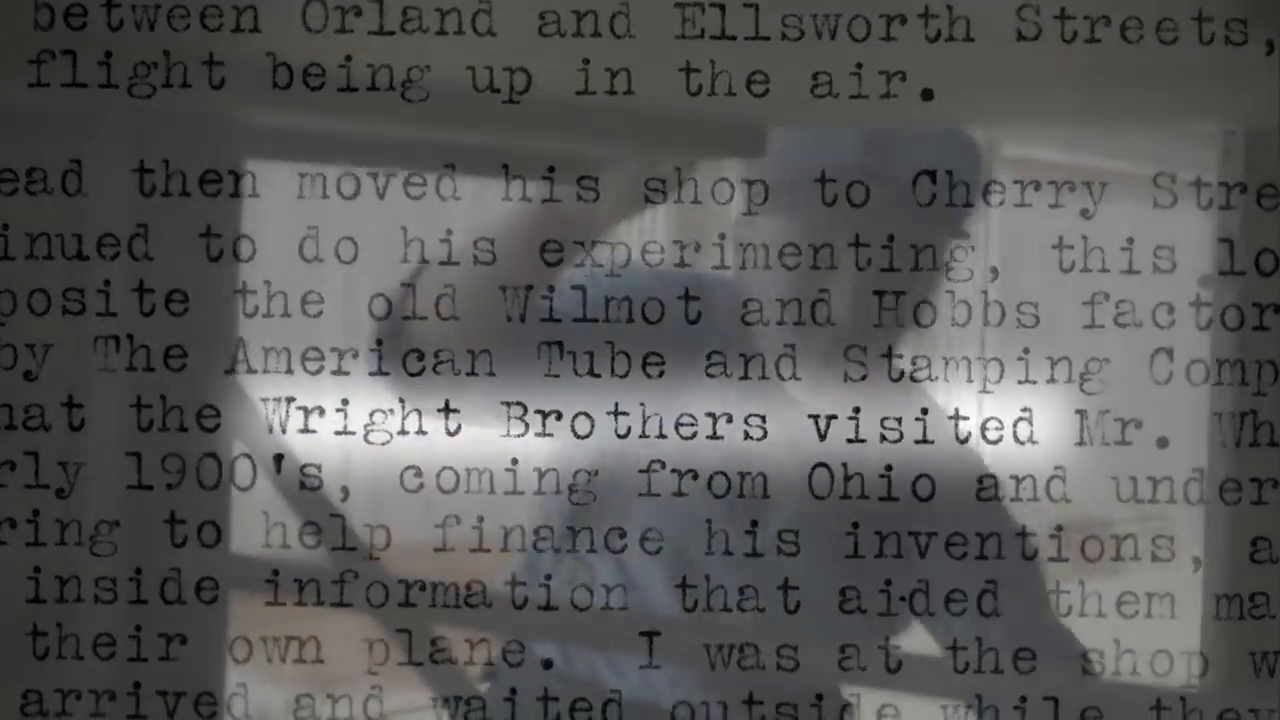 between Orland and Ellsworth Streets,
flight being up in the air.
ead then moved his shop to Cherry Stre
inued to do his experimenting, this lo
posite the old Wilmot and Hobbs factor
by The American Tube and Stamping Comp
hat the Wright Brothers visited Mr. Wh
rly 1900's, coming from Ohio and under
ring to help finance his inventions, a
inside information that aided them ma
their own plane. I was at the shop w
arrived and waited outside while they